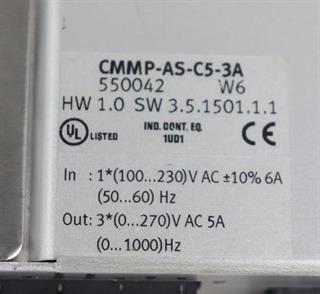 CMMP-AS-C5-3A
550042 W6
HW 1.0 SW 3.5.1501.1.1
UL LISTED IND. CONT. EQ. 1UD1 CE
In : 1*(100...230)V AC ±10% 6A
(50...60) Hz
Out: 3*(0...270)V AC 5A
(0...1000)Hz